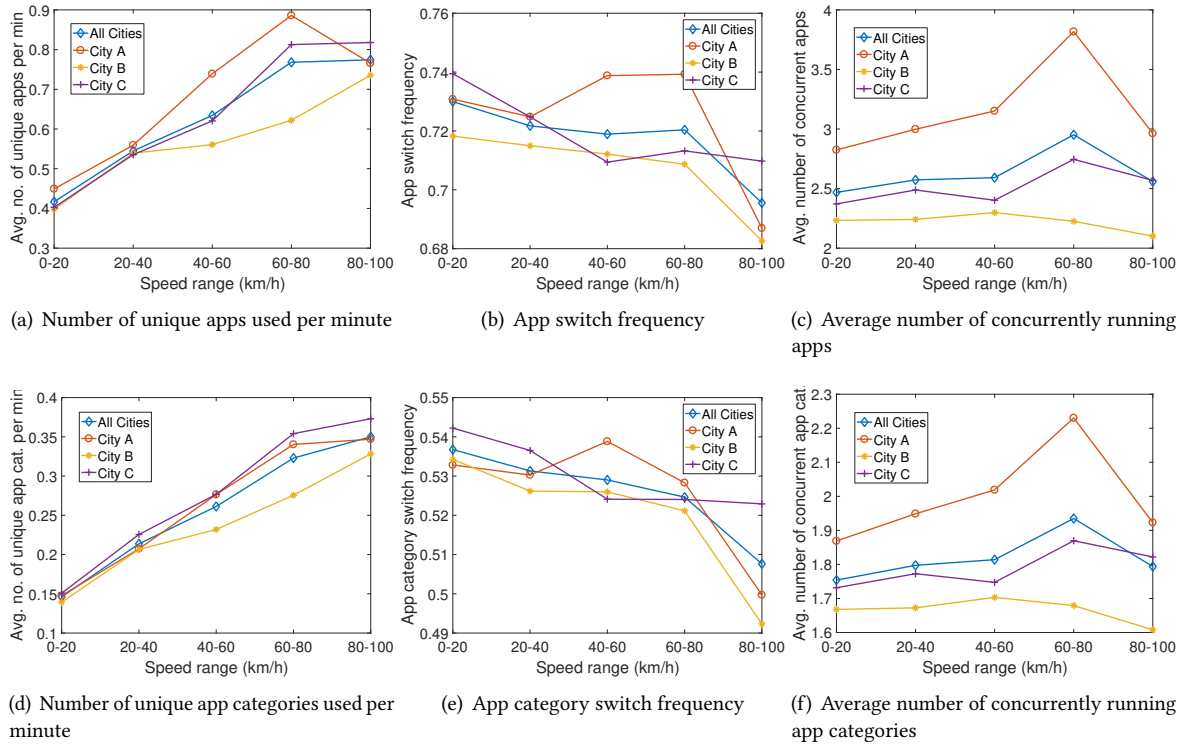 Avg. no. of unique apps per min
0.9
0.8
0.7
0.6
0.5
0.4
0.3
All Cities
City A
City B
City C
0-20 20-40 40-60 60-80 80-100
Speed range (km/h)
(a) Number of unique apps used per minute
App switch frequency
0.76
0.74
0.72
0.7
0.68
All Cities
City A
City B
City C
0-20 20-40 40-60 60-80 80-100
Speed range (km/h)
(b) App switch frequency
Avg. number of concurrent apps
4
3.5
3
2.5
2
All Cities
City A
City B
City C
0-20 20-40 40-60 60-80 80-100
Speed range (km/h)
(c) Average number of concurrently running
apps
Avg. no. of unique app cat. per min
0.4
0.35
0.3
0.25
0.2
0.15
0.1
All Cities
City A
City B
City C
0-20 20-40 40-60 60-80 80-100
Speed range (km/h)
(d) Number of unique app categories used per
minute
App category switch frequency
0.55
0.54
0.53
0.52
0.51
0.5
0.49
All Cities
City A
City B
City C
0-20 20-40 40-60 60-80 80-100
Speed range (km/h)
(e) App category switch frequency
Avg. number of concurrent app cat.
2.3
2.2
2.1
2
1.9
1.8
1.7
1.6
All Cities
City A
City B
City C
0-20 20-40 40-60 60-80 80-100
Speed range (km/h)
(f) Average number of concurrently running
app categories